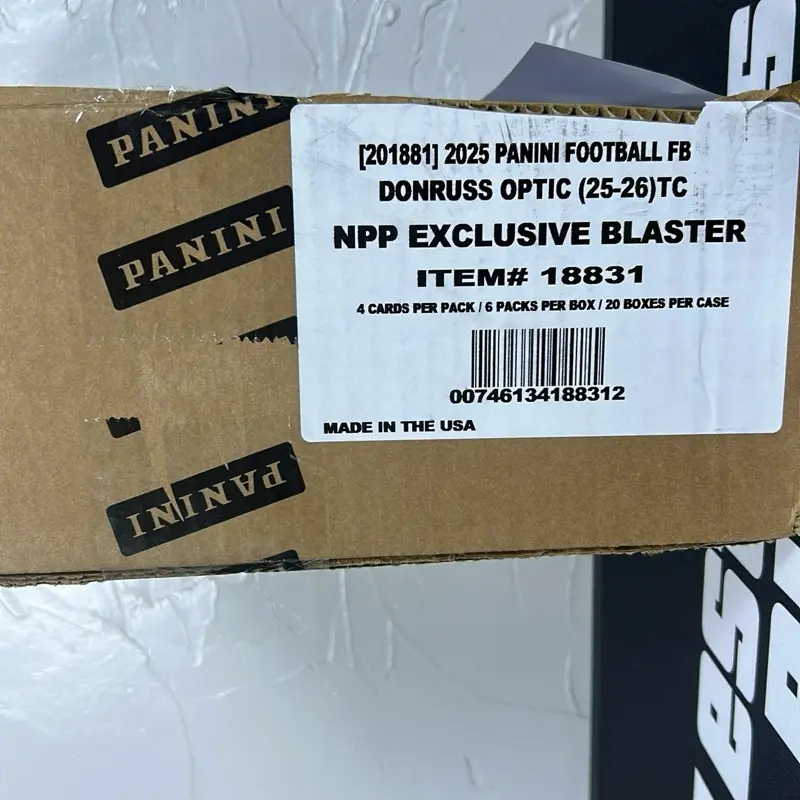 PANINI
PANINI
[201881] 2025 PANINI FOOTBALL FB
DONRUSS OPTIC (25-26)TC
NPP EXCLUSIVE BLASTER
ITEM# 18831
4 CARDS PER PACK / 6 PACKS PER BOX / 20 BOXES PER CASE
00746134188312
MADE IN THE USA
PANINI